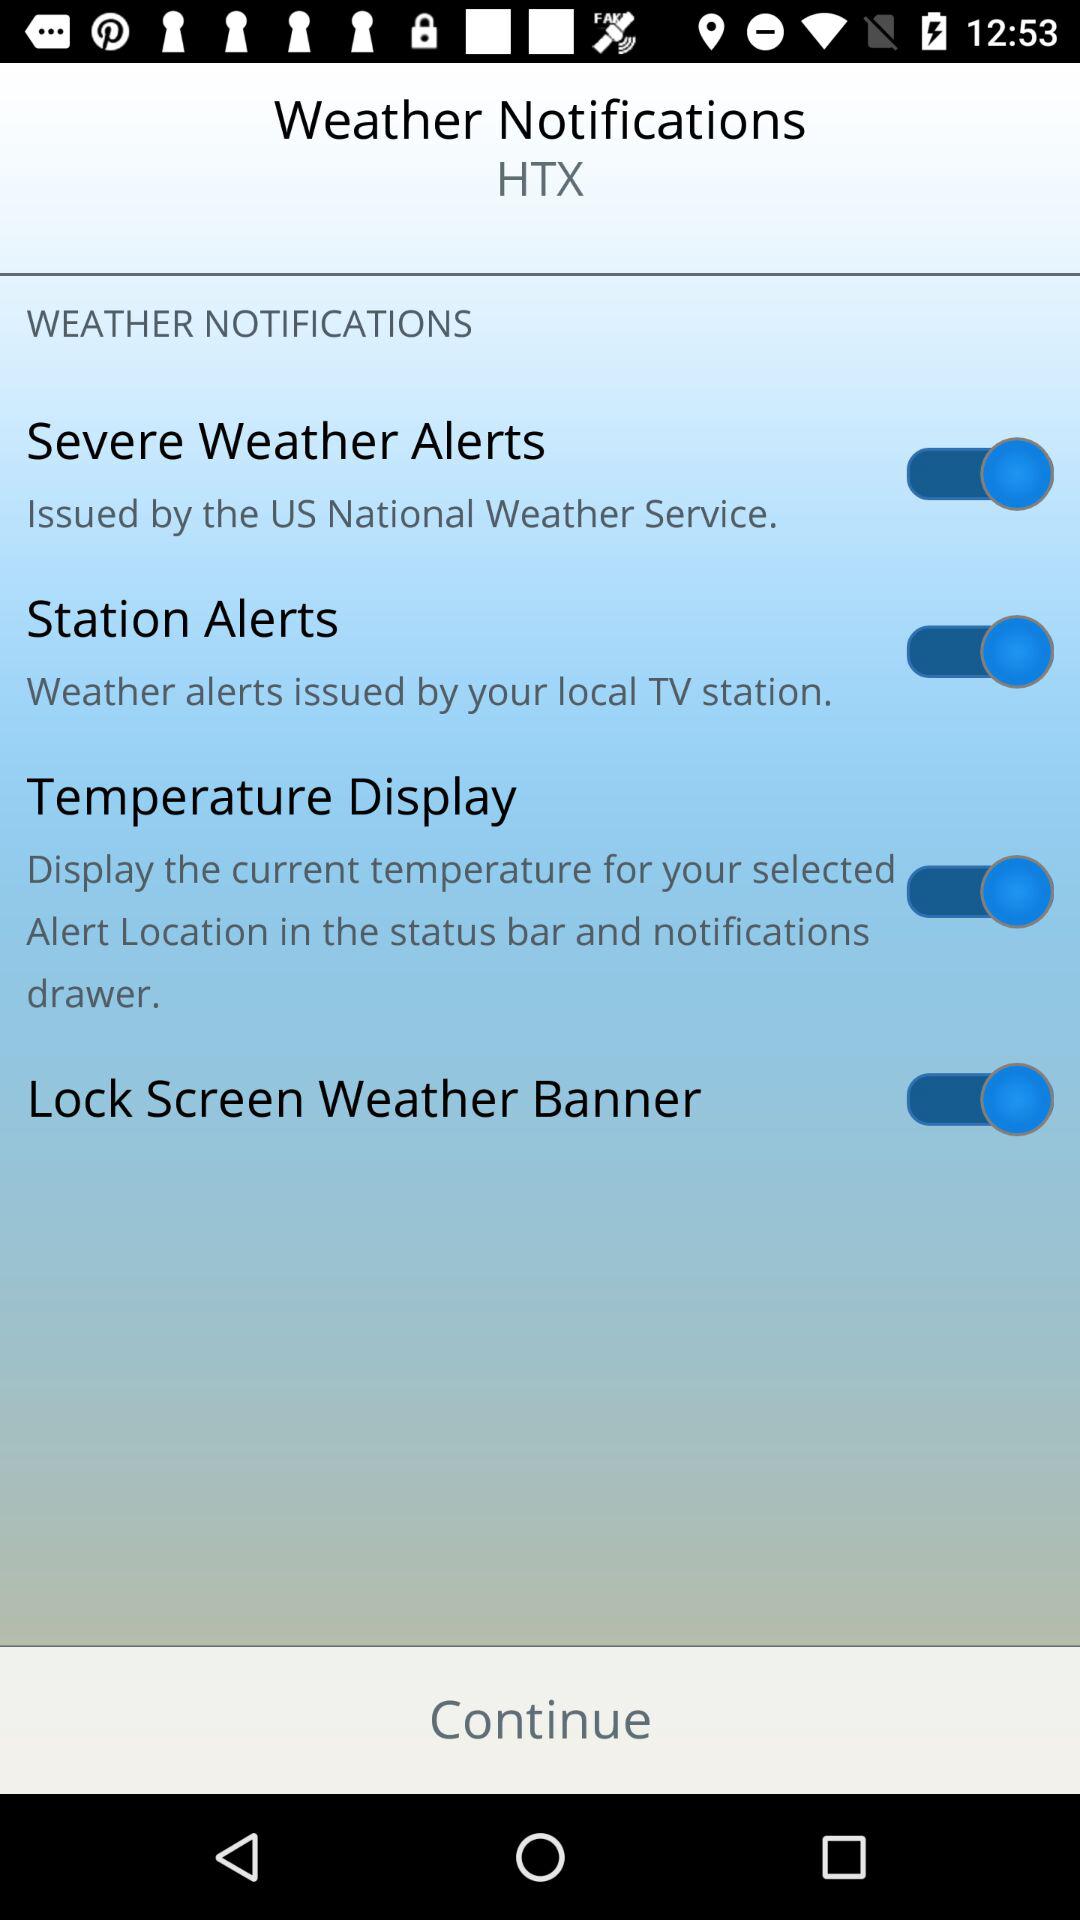 12:53
Weather Notifications
HTX
WEATHER NOTIFICATIONS
Severe Weather Alerts
Issued by the US National Weather Service.
Station Alerts
Weather alerts issued by your local TV station.
Temperature Display
Display the current temperature for your selected
Alert Location in the status bar and notifications
drawer.
Lock Screen Weather Banner
Continue